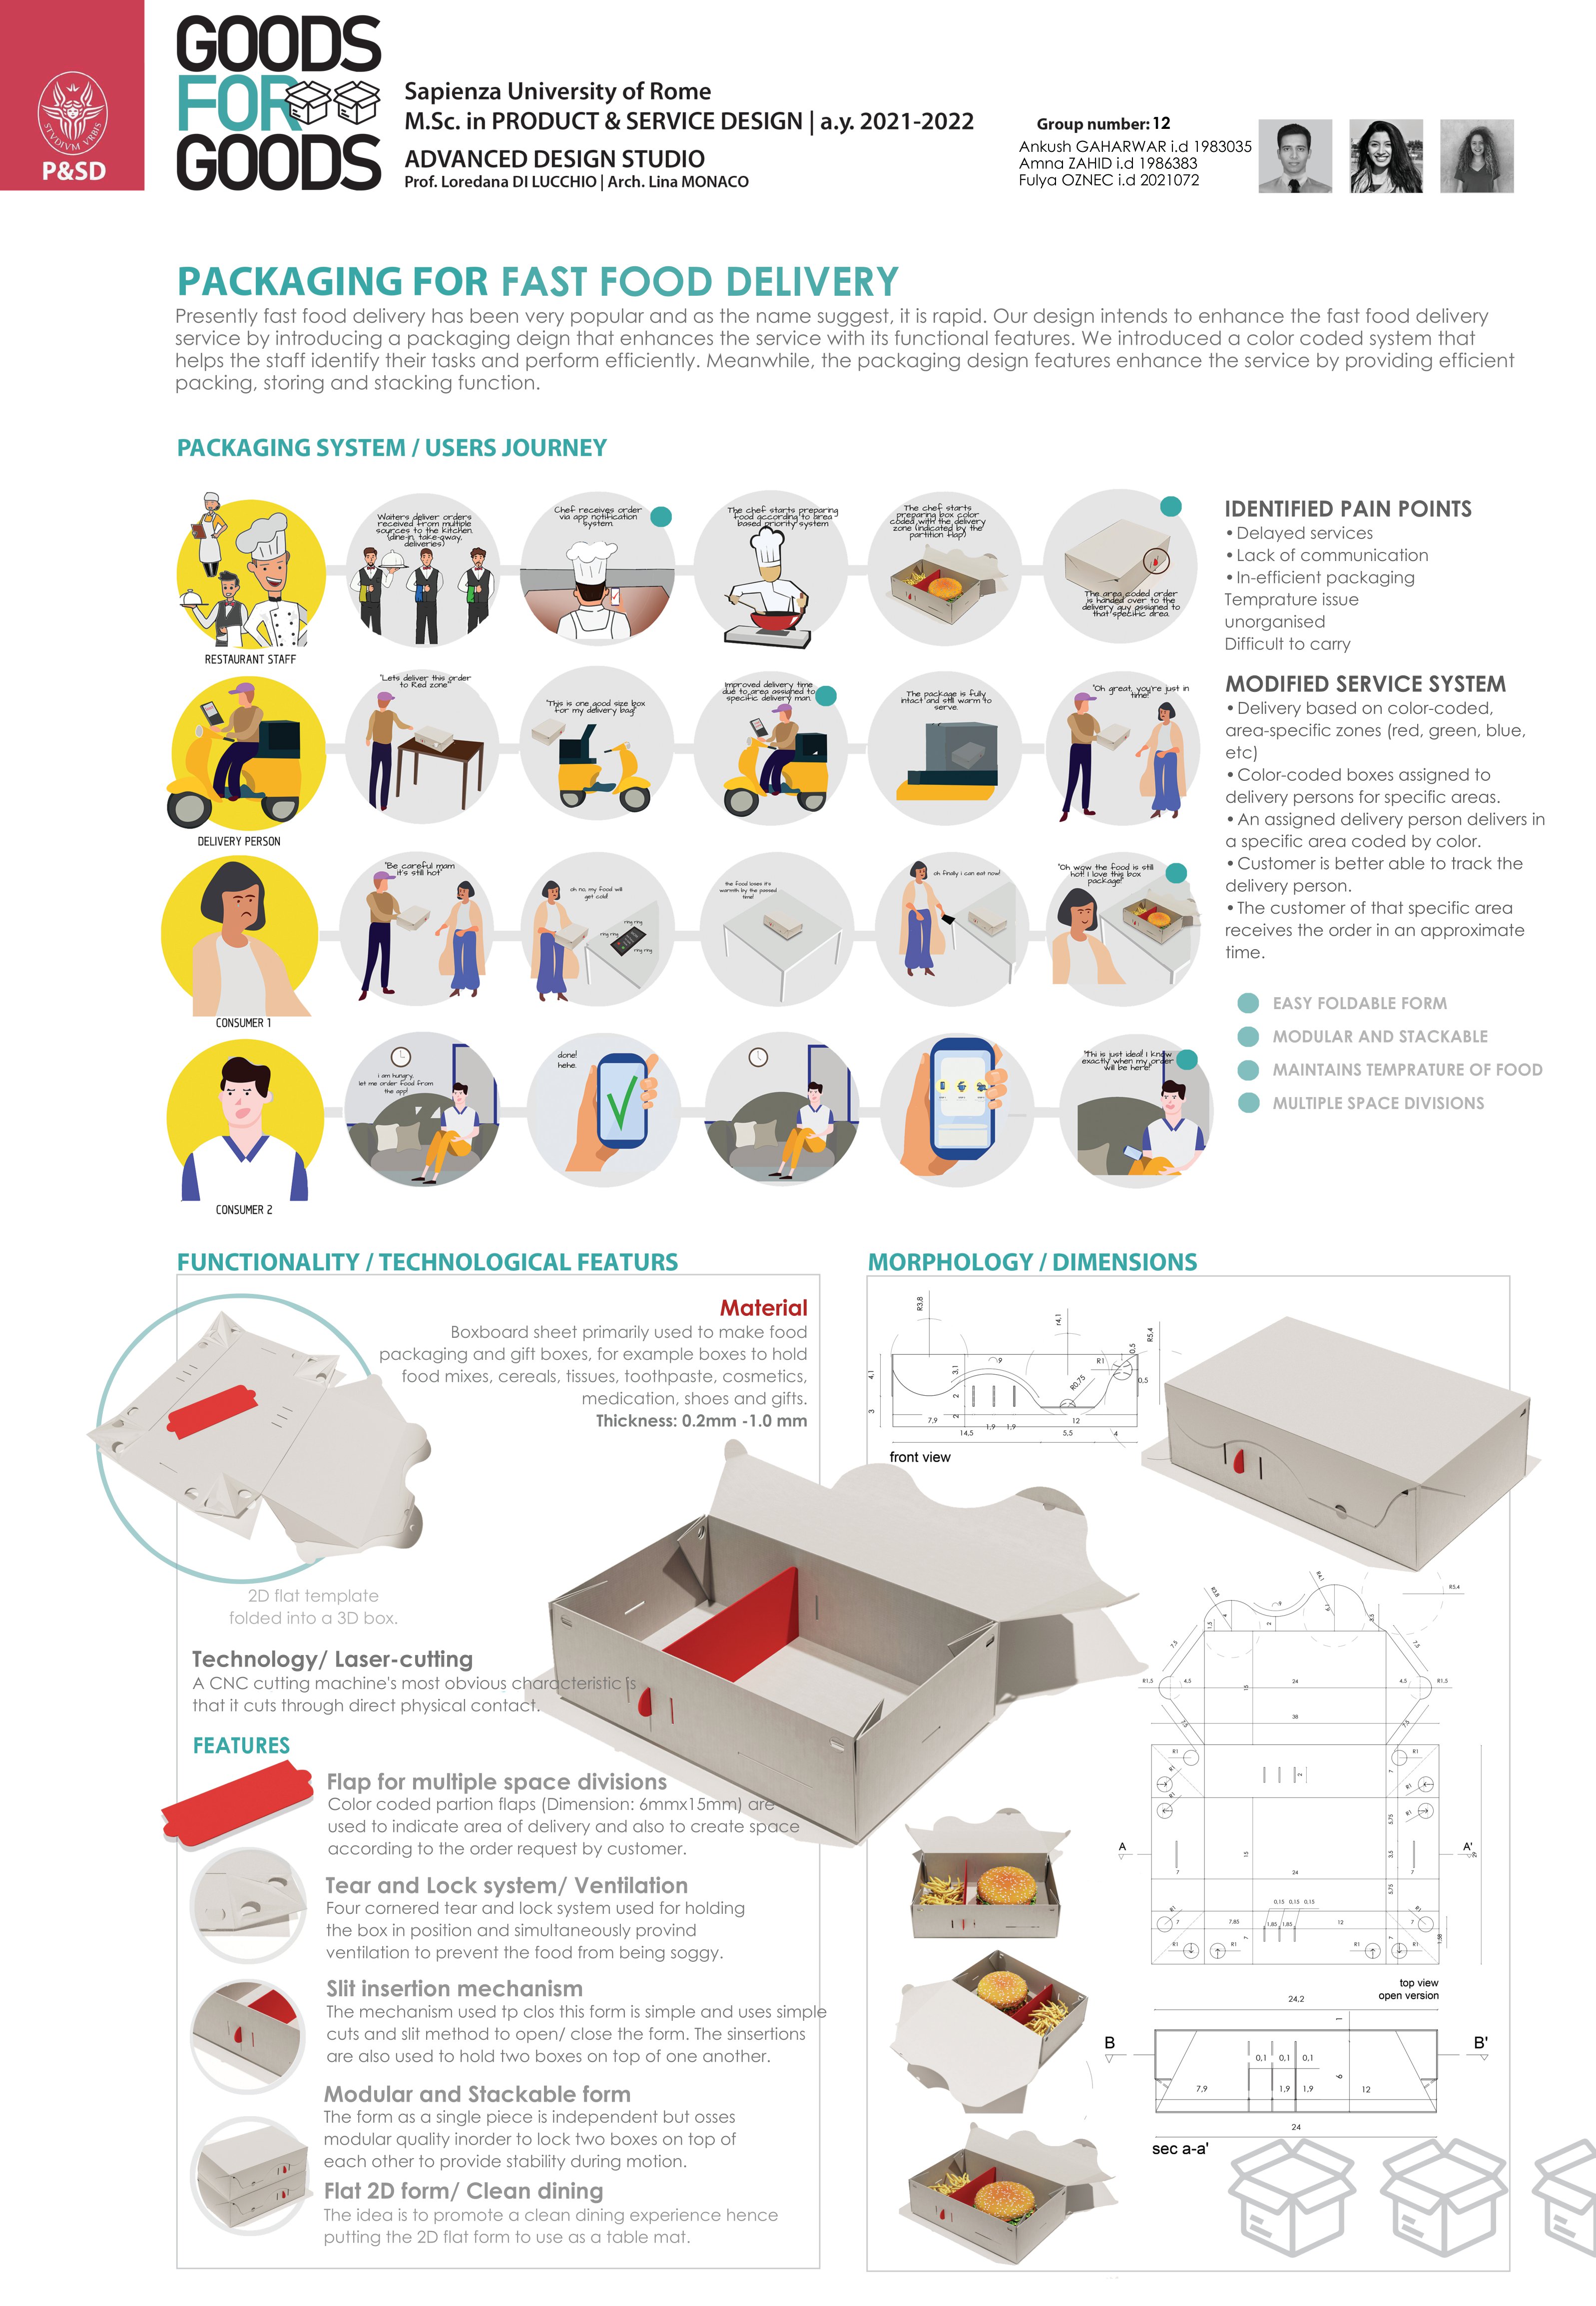 GOODS
FOR
GOODS
P&SD
STVDIVM VRBIS
Sapienza University of Rome
M.Sc. in PRODUCT & SERVICE DESIGN | a.y. 2021-2022
ADVANCED DESIGN STUDIO
Prof. Loredana DI LUCCHIO | Arch. Lina MONACO
Group number: 12
Ankush GAHARWAR i.d 1983035
Amna ZAHID i.d 1986383
Fulya OZNEC i.d 2021072
PACKAGING FOR FAST FOOD DELIVERY
Presently fast food delivery has been very popular and as the name suggest, it is rapid. Our design intends to enhance the fast food delivery
service by introducing a packaging deign that enhances the service with its functional features. We introduced a color coded system that
helps the staff identify their tasks and perform efficiently. Meanwhile, the packaging design features enhance the service by providing efficient
packing, storing and stacking function.
PACKAGING SYSTEM / USERS JOURNEY
RESTAURANT STAFF
Waiters deliver orders
received from multiple
sources to the kitchen.
(dine-in, take-away,
deliveries)
Chef receives order
via app notification
system.
The chef starts preparing
food according to area
based priority system
The chef starts
preparing box color
coded with the delivery
zone (indicated by the
partition flap)
The area coded order
is handed over to the
delivery guy assigned to
that specific area.
DELIVERY PERSON
"Lets deliver this order
to Red zone"
"This is one good size box
for my delivery bag"
Improved delivery time
due to area assigned to
specific delivery man.
The package is fully
intact and still warm to
serve.
"Oh great, you're just in
time!"
CONSUMER 1
"Be careful mam
it's still hot"
oh no, my food will
get cold!
ring ring
ring ring
ring ring
the food loses it's
warmth by the passed
time!
oh finally i can eat now!
"Oh wow the food is still
hot! I love this box
package!"
CONSUMER 2
I am hungry,
let me order food from
the app!
done!
hehe.
"Thi is just ideal! I know
exactly when my order
will be here!"
IDENTIFIED PAIN POINTS
• Delayed services
• Lack of communication
• In-efficient packaging
Temprature issue
unorganised
Difficult to carry
MODIFIED SERVICE SYSTEM
• Delivery based on color-coded,
area-specific zones (red, green, blue,
etc)
• Color-coded boxes assigned to
delivery persons for specific areas.
• An assigned delivery person delivers in
a specific area coded by color.
• Customer is better able to track the
delivery person.
• The customer of that specific area
receives the order in an approximate
time.
EASY FOLDABLE FORM
MODULAR AND STACKABLE
MAINTAINS TEMPRATURE OF FOOD
MULTIPLE SPACE DIVISIONS
FUNCTIONALITY / TECHNOLOGICAL FEATURS
Material
Boxboard sheet primarily used to make food
packaging and gift boxes, for example boxes to hold
food mixes, cereals, tissues, toothpaste, cosmetics,
medication, shoes and gifts.
Thickness: 0.2mm -1.0 mm
2D flat template
folded into a 3D box.
Technology/ Laser-cutting
A CNC cutting machine's most obvious characteristic is
that it cuts through direct physical contact.
FEATURES
Flap for multiple space divisions
Color coded partion flaps (Dimension: 6mmx15mm) are
used to indicate area of delivery and also to create space
according to the order request by customer.
Tear and Lock system/ Ventilation
Four cornered tear and lock system used for holding
the box in position and simultaneously provind
ventilation to prevent the food from being soggy.
Slit insertion mechanism
The mechanism used tp clos this form is simple and uses simple
cuts and slit method to open/ close the form. The sinsertions
are also used to hold two boxes on top of one another.
Modular and Stackable form
The form as a single piece is independent but osses
modular quality inorder to lock two boxes on top of
each other to provide stability during motion.
Flat 2D form/ Clean dining
The idea is to promote a clean dining experience hence
putting the 2D flat form to use as a table mat.
MORPHOLOGY / DIMENSIONS
R3,8
r4,1
R5,4
0,5
4,1
3,1
9
R1
R0,75
0,5
3
2
2
7,9
1,9 1,9
12
14,5
5,5
4
front view
R3,8
R4,1
R5,4
7,5
7,5
R1,5
4,5
15
24
4,5
R1,5
38
7,5
7,5
A
A'
15
24
5,75
3,5
5,75
29
7
7
0,15 0,15 0,15
7
7,85
1,85 1,85
12
7
top view
open version
24,2
1
B
B'
0,1 0,1 0,1
6
7,9
1,9 1,9
12
24
sec a-a'